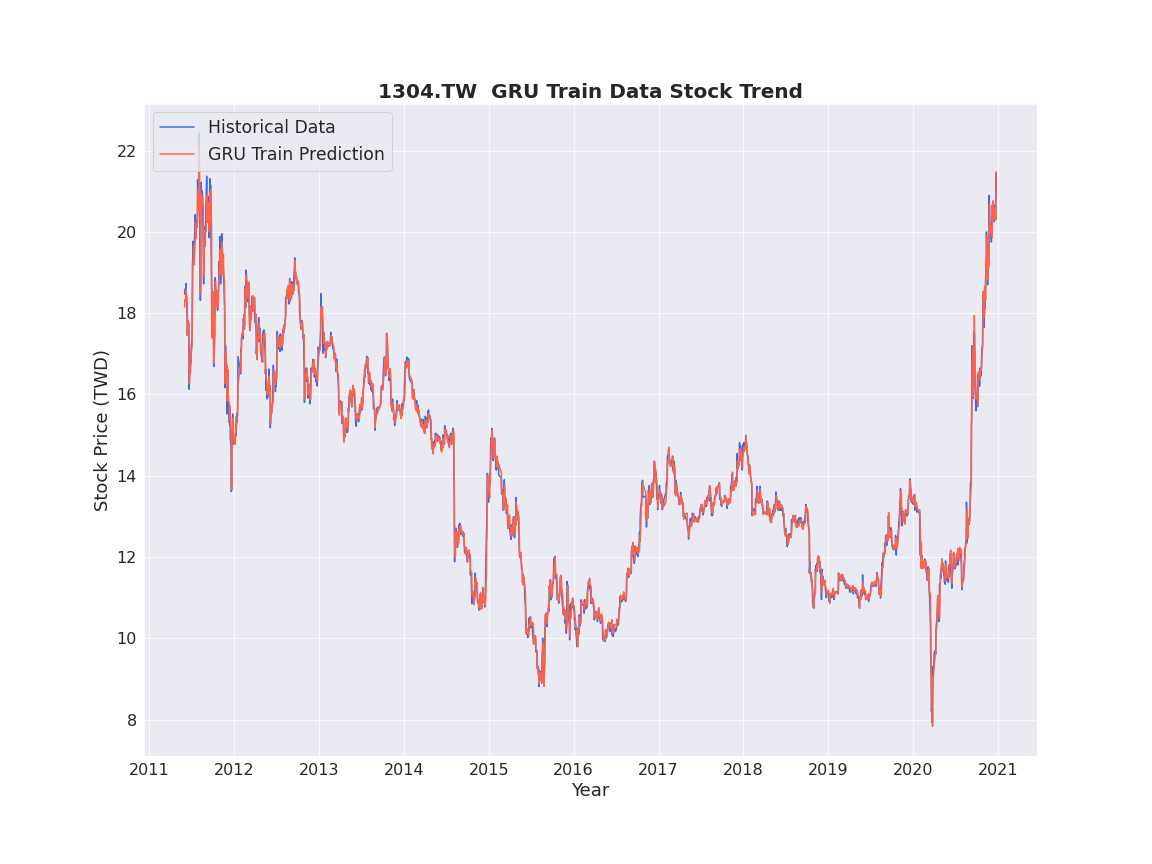 1304.TW  GRU Train Data Stock Trend
Historical Data
GRU Train Prediction
Stock Price (TWD)
22
20
18
16
14
12
10
8
2011 2012 2013 2014 2015 2016 2017 2018 2019 2020 2021
Year